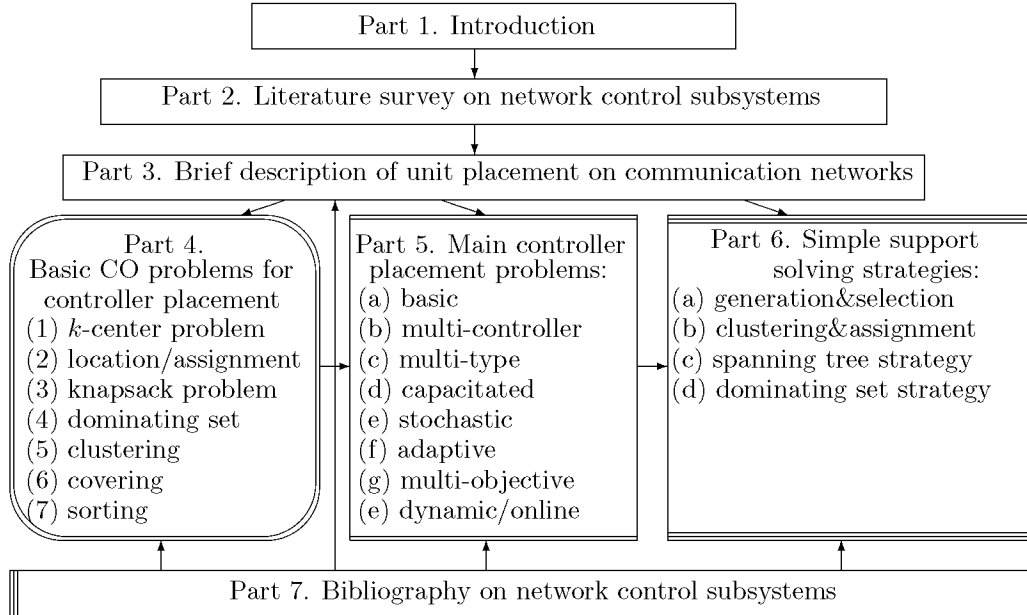 Part 1. Introduction
Part 2. Literature survey on network control subsystems
Part 3. Brief description of unit placement on communication networks
Part 4.
Basic CO problems for
controller placement
(1) k-center problem
(2) location/assignment
(3) knapsack problem
(4) dominating set
(5) clustering
(6) covering
(7) sorting
Part 5. Main controller
placement problems:
(a) basic
(b) multi-controller
(c) multi-type
(d) capacitated
(e) stochastic
(f) adaptive
(g) multi-objective
(e) dynamic/online
Part 6. Simple support
solving strategies:
(a) generation&selection
(b) clustering&assignment
(c) spanning tree strategy
(d) dominating set strategy
Part 7. Bibliography on network control subsystems